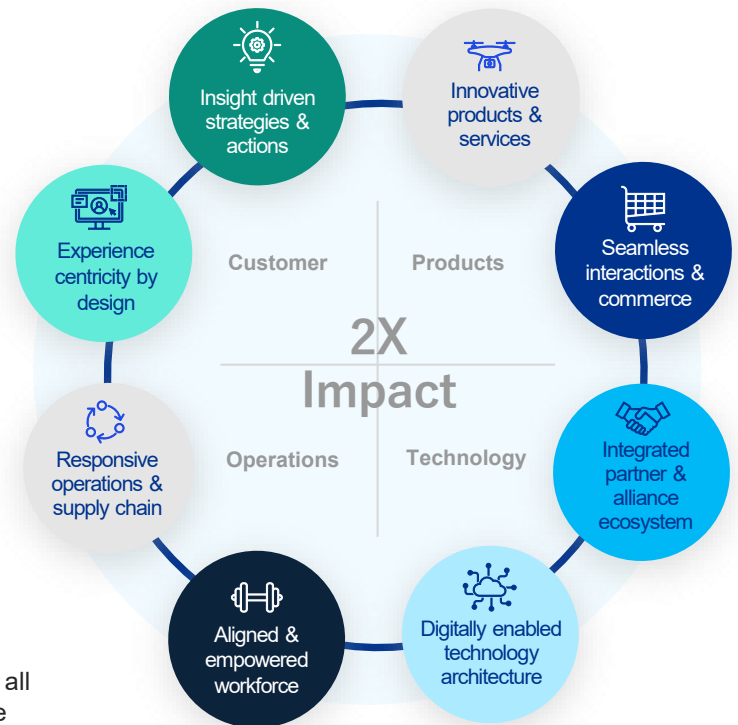 Insight driven
strategies &
actions
Innovative
products &
services
Experience
centricity by
design
Customer
Products
Seamless
interactions &
commerce
2X
Impact
Responsive
operations &
supply chain
Operations
Technology
Integrated
partner &
alliance
ecosystem
Aligned &
empowered
workforce
Digitally enabled
technology
architecture
all